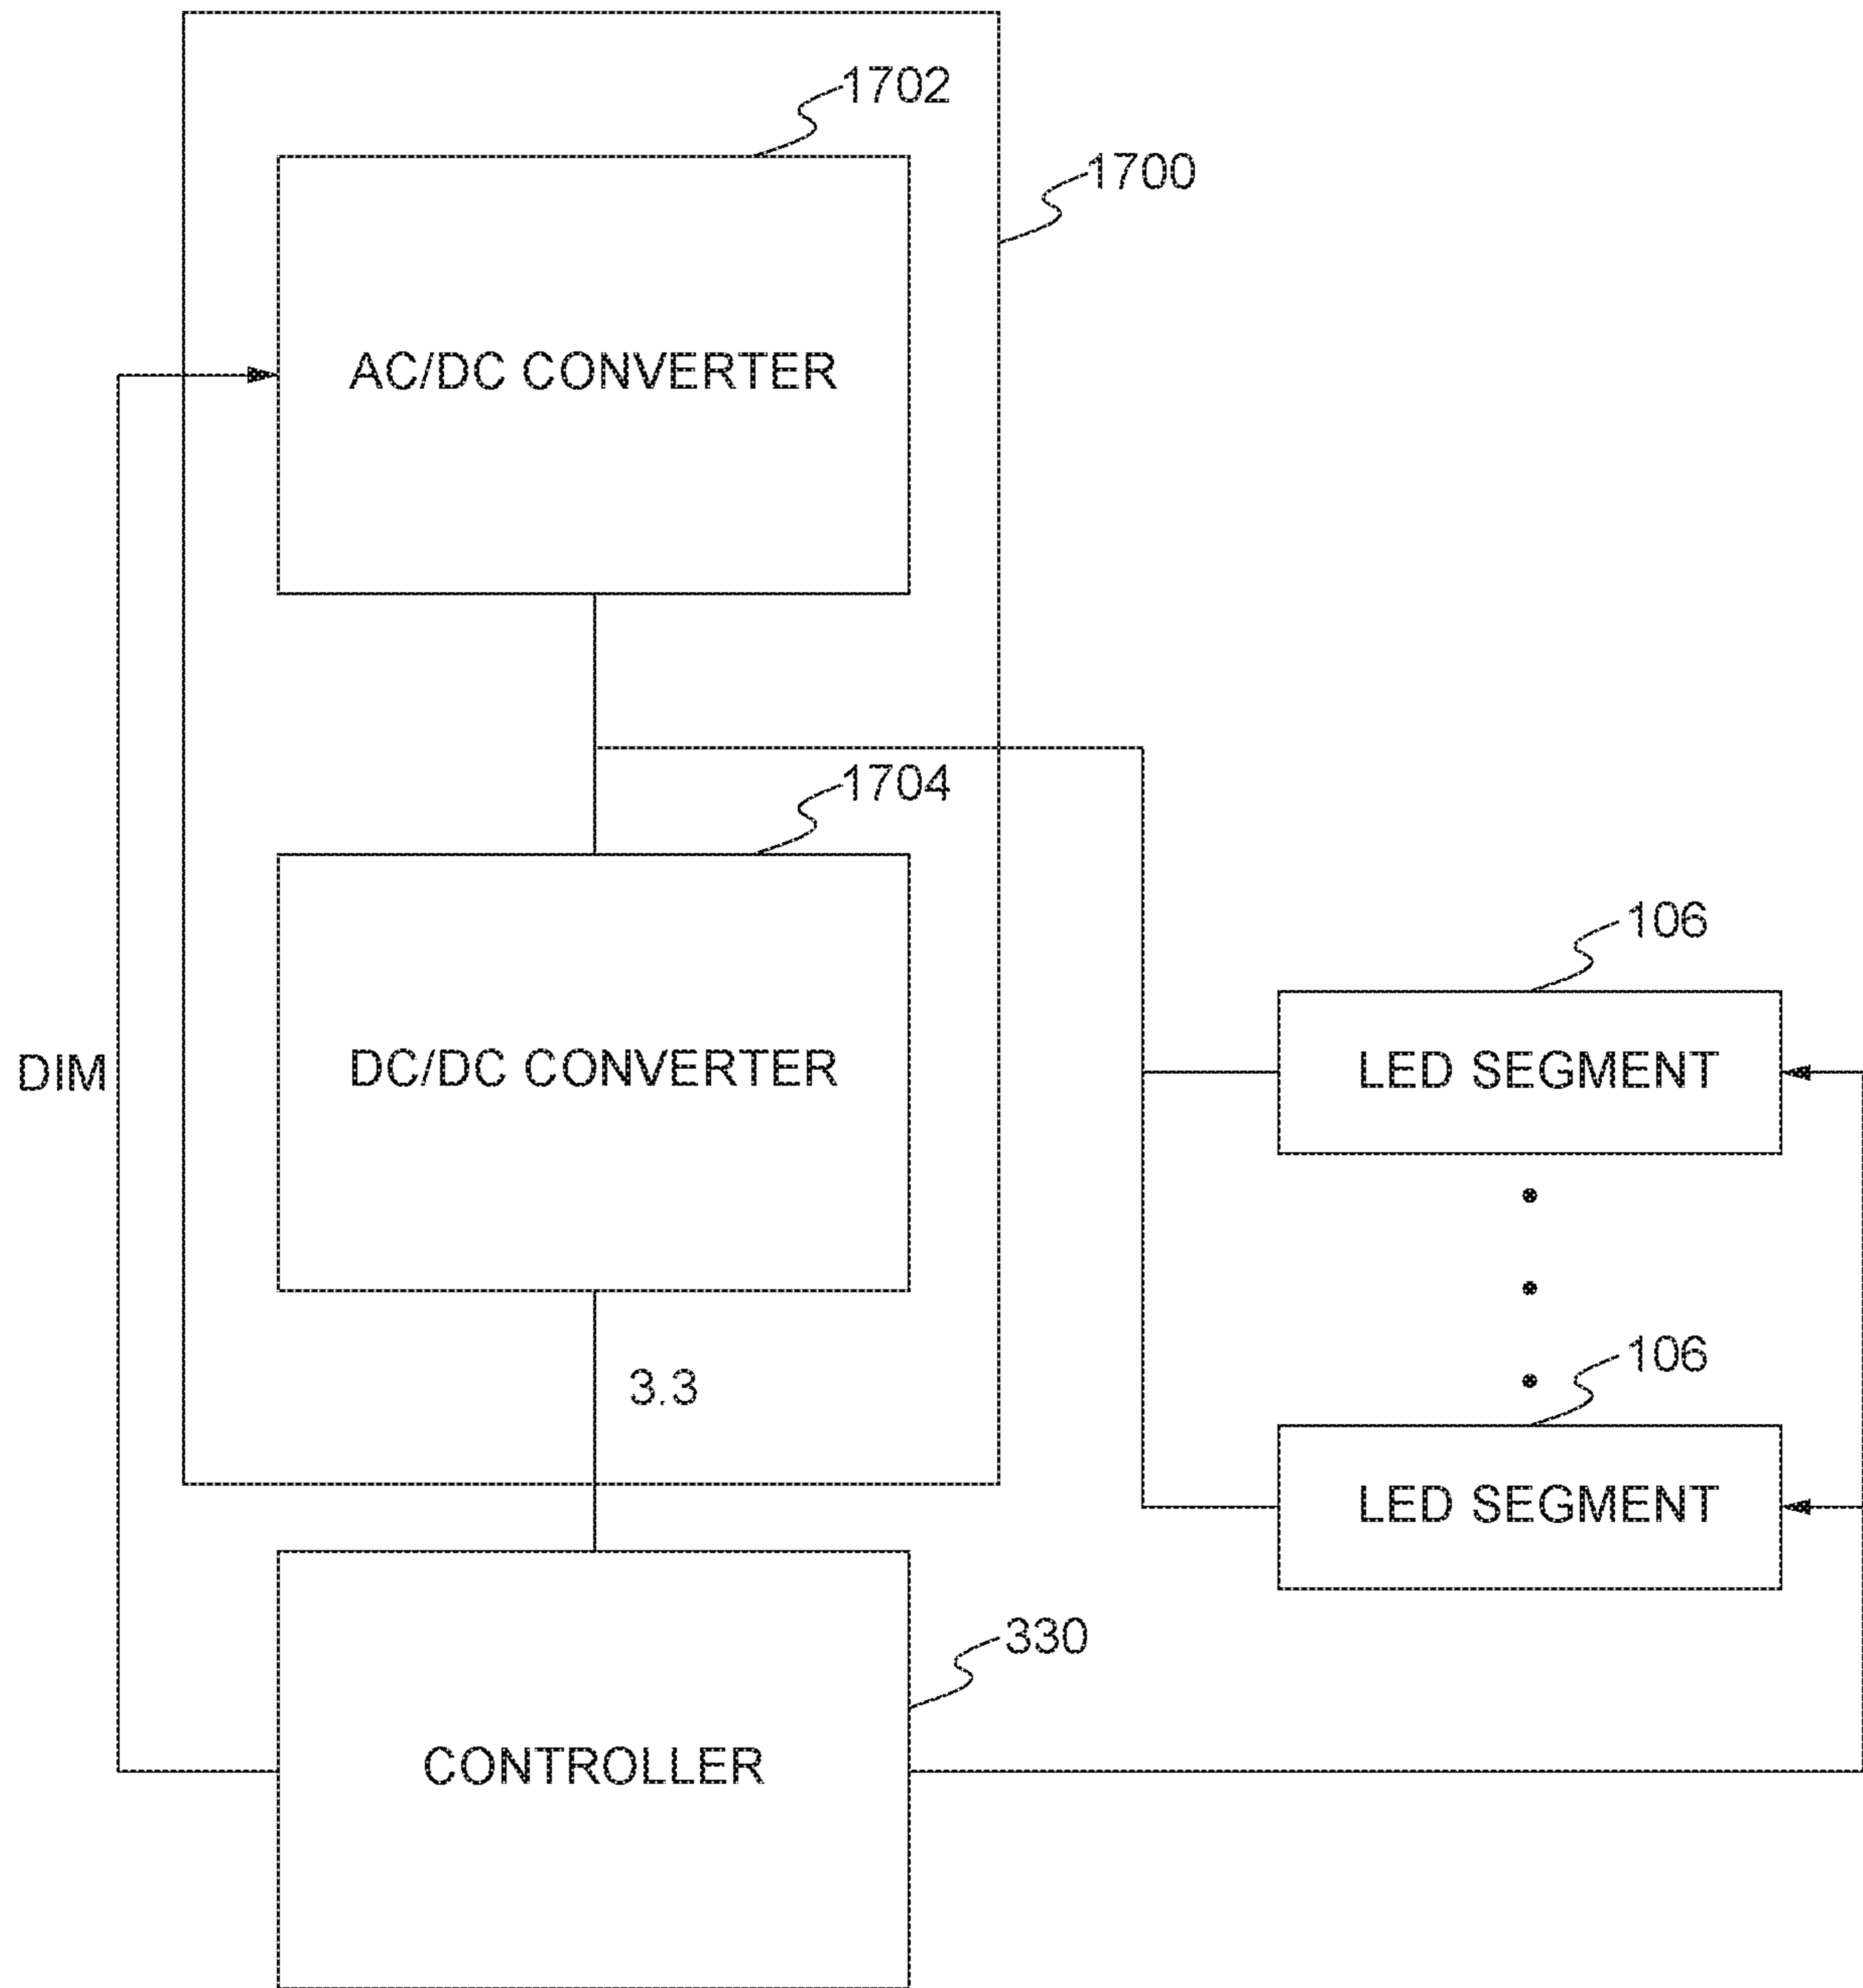 1702
1700
AC/DC CONVERTER
1704
106
DIM
DC/DC CONVERTER
LED SEGMENT
3.3
106
LED SEGMENT
330
CONTROLLER